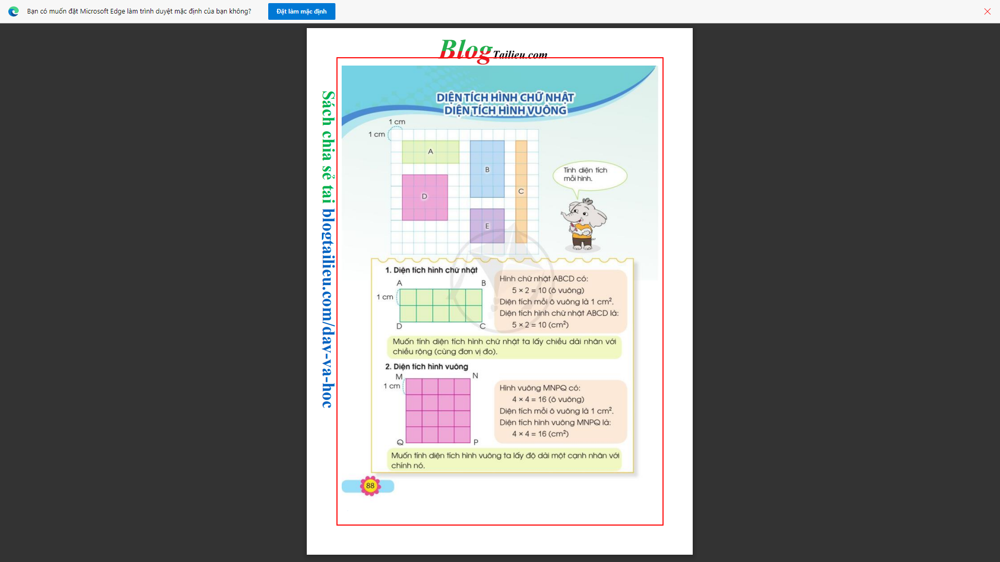 Bạn có muốn đặt Microsoft Edge làm trình duyệt mặc định của bạn không?
Đặt làm mặc định
Blog Tailieu.com
Sách chia sẻ tai blogtailieu.com/day-va-hoc
DIỆN TÍCH HÌNH CHỮ NHẬT
DIỆN TÍCH HÌNH VUÔNG
1 cm
1 cm
A
B
C
D
E
Tính diện tích
mỗi hình.
1. Diện tích hình chữ nhật
A
B
1 cm
D
C
Hình chữ nhật ABCD có:
5 × 2 = 10 (ô vuông)
Diện tích mỗi ô vuông là 1 cm².
Diện tích hình chữ nhật ABCD là:
5 × 2 = 10 (cm²)
Muốn tính diện tích hình chữ nhật ta lấy chiều dài nhân với
chiều rộng (cùng đơn vị đo).
2. Diện tích hình vuông
M
N
1 cm
Q
P
Hình vuông MNPQ có:
4 × 4 = 16 (ô vuông)
Diện tích mỗi ô vuông là 1 cm².
Diện tích hình vuông MNPQ là:
4 × 4 = 16 (cm²)
Muốn tính diện tích hình vuông ta lấy độ dài một cạnh nhân với
chính nó.
88